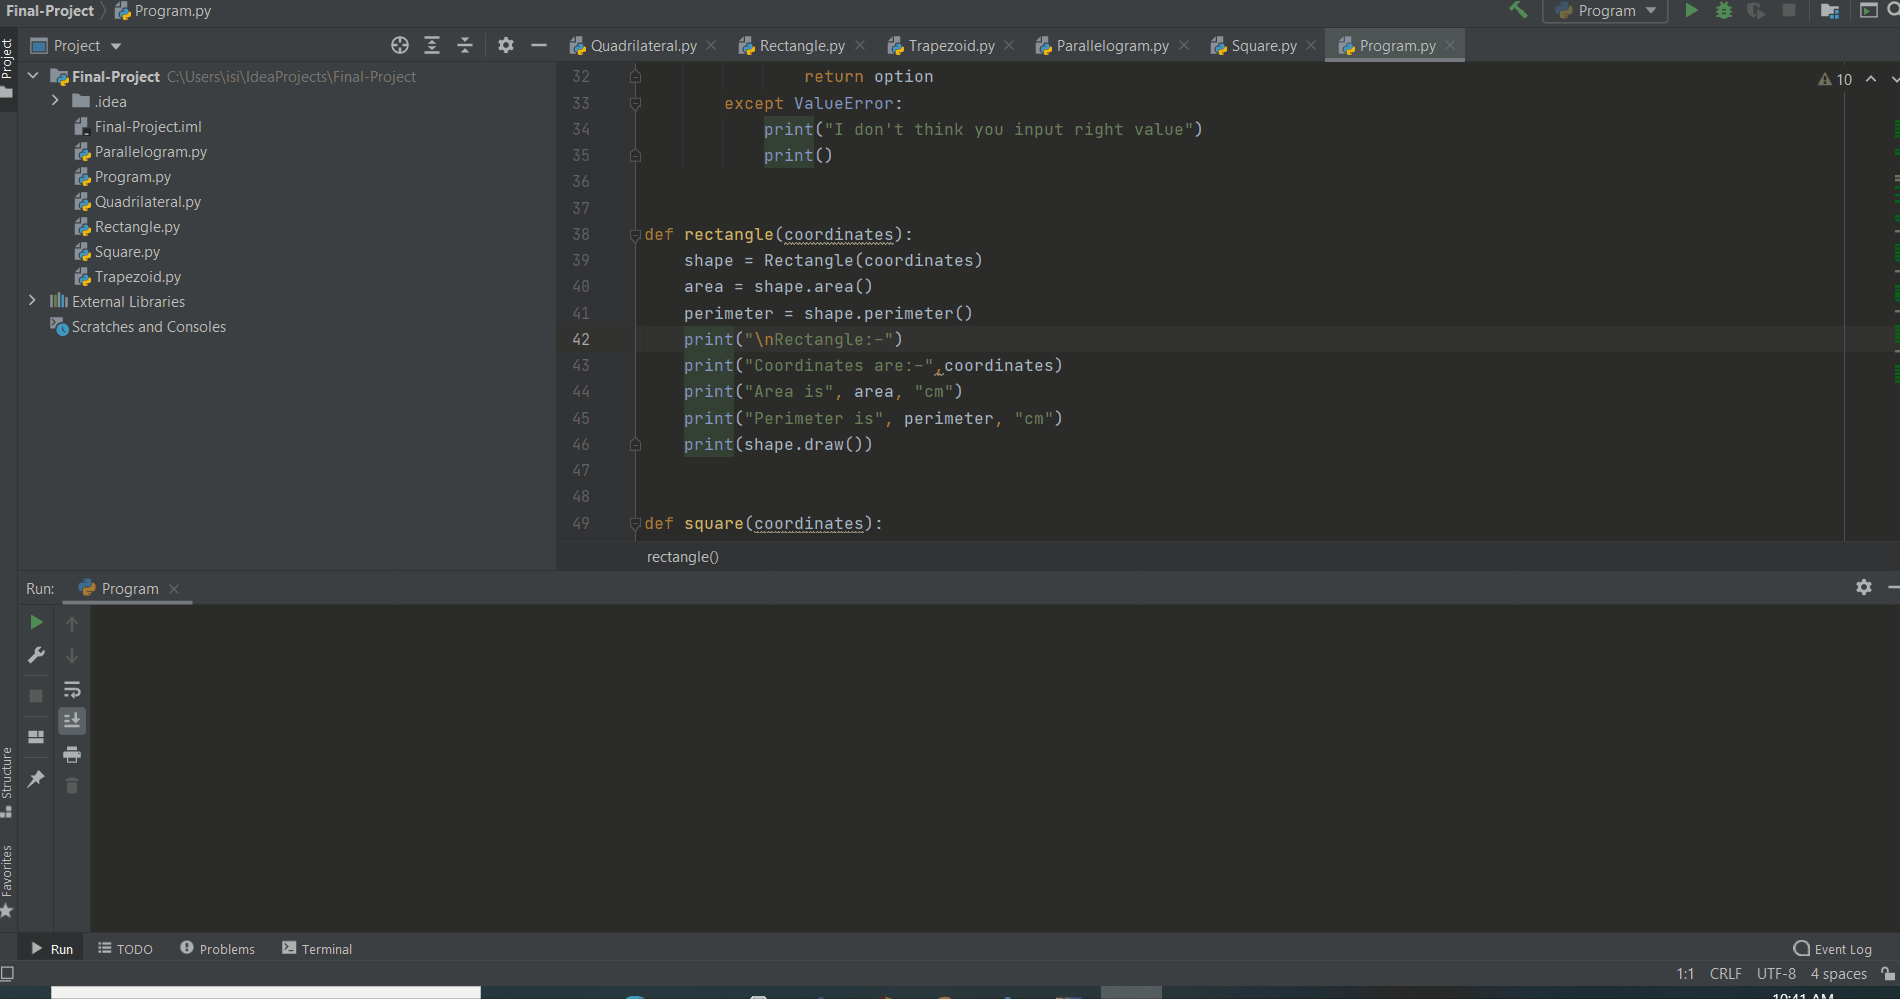 Final-Project Program.py
Program
Project
Project
Quadrilateral.py Rectangle.py Trapezoid.py Parallelogram.py Square.py Program.py
Final-Project C:\Users\isi\IdeaProjects\Final-Project
.idea
Final-Project.iml
Parallelogram.py
Program.py
Quadrilateral.py
Rectangle.py
Square.py
Trapezoid.py
External Libraries
Scratches and Consoles
10
32 return option
33 except ValueError:
34 print("I don't think you input right value")
35 print()
36
37
38 def rectangle(coordinates):
39 shape = Rectangle(coordinates)
40 area = shape.area()
41 perimeter = shape.perimeter()
42 print("\nRectangle:-")
43 print("Coordinates are:-",coordinates)
44 print("Area is", area, "cm")
45 print("Perimeter is", perimeter, "cm")
46 print(shape.draw())
47
48
49 def square(coordinates):
rectangle()
Run: Program
Structure
Favorites
Run TODO Problems Terminal
Event Log
1:1 CRLF UTF-8 4 spaces
10:41 AM